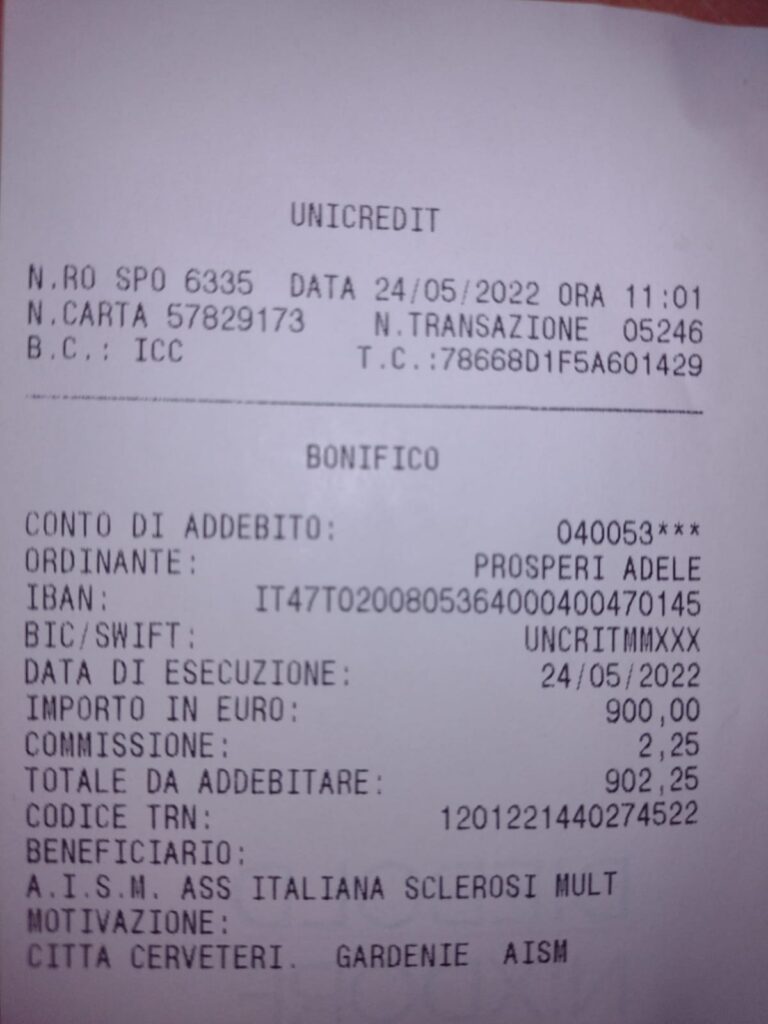 UNICREDIT
N.RO SPO 6335 DATA 24/05/2022 ORA 11:01
N.CARTA 57829173 N.TRANSAZIONE 05246
B.C.: ICC T.C.:78668D1F5A601429
BONIFICO
CONTO DI ADDEBITO: 040053***
ORDINANTE: PROSPERI ADELE
IBAN: IT47T0200805364000400470145
BIC/SWIFT: UNCRITMMXXX
DATA DI ESECUZIONE: 24/05/2022
IMPORTO IN EURO: 900,00
COMMISSIONE: 2,25
TOTALE DA ADDEBITARE: 902,25
CODICE TRN: 1201221440274522
BENEFICIARIO:
A.I.S.M. ASS ITALIANA SCLEROSI MULT
MOTIVAZIONE:
CITTA CERVETERI. GARDENIE AISM